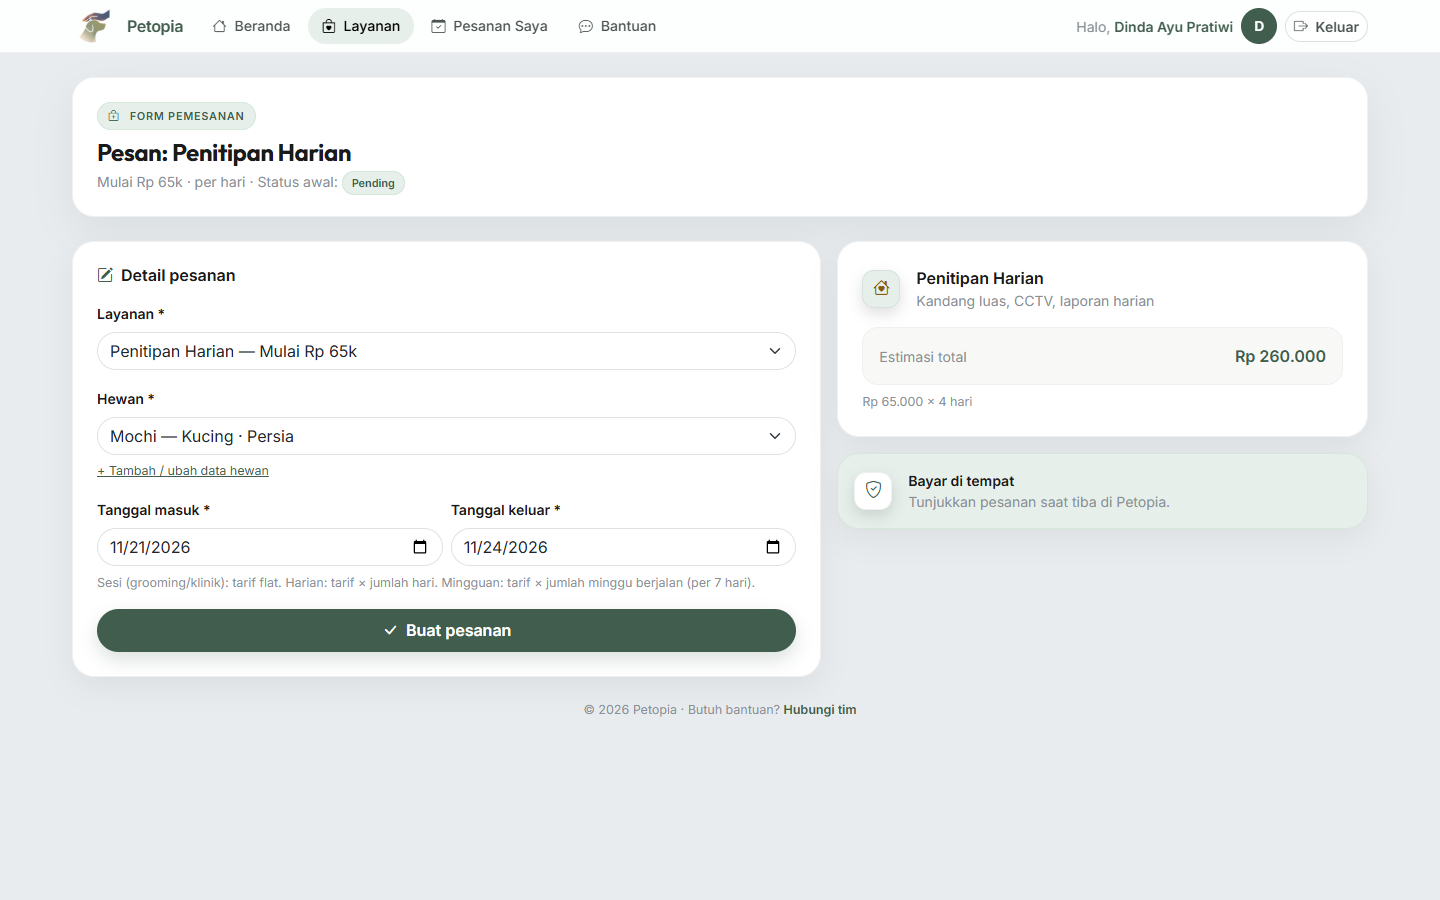 Petopia
Beranda
Layanan
Pesanan Saya
Bantuan
Halo, Dinda Ayu Pratiwi
D
Keluar
FORM PEMESANAN
Pesan: Penitipan Harian
Mulai Rp 65k · per hari · Status awal: Pending
Detail pesanan
Layanan *
Penitipan Harian — Mulai Rp 65k
Hewan *
Mochi — Kucing · Persia
+ Tambah / ubah data hewan
Tanggal masuk *
11/21/2026
Tanggal keluar *
11/24/2026
Sesi (grooming/klinik): tarif flat. Harian: tarif × jumlah hari. Mingguan: tarif × jumlah minggu berjalan (per 7 hari).
Buat pesanan
Penitipan Harian
Kandang luas, CCTV, laporan harian
Estimasi total
Rp 260.000
Rp 65.000 × 4 hari
Bayar di tempat
Tunjukkan pesanan saat tiba di Petopia.
© 2026 Petopia · Butuh bantuan? Hubungi tim